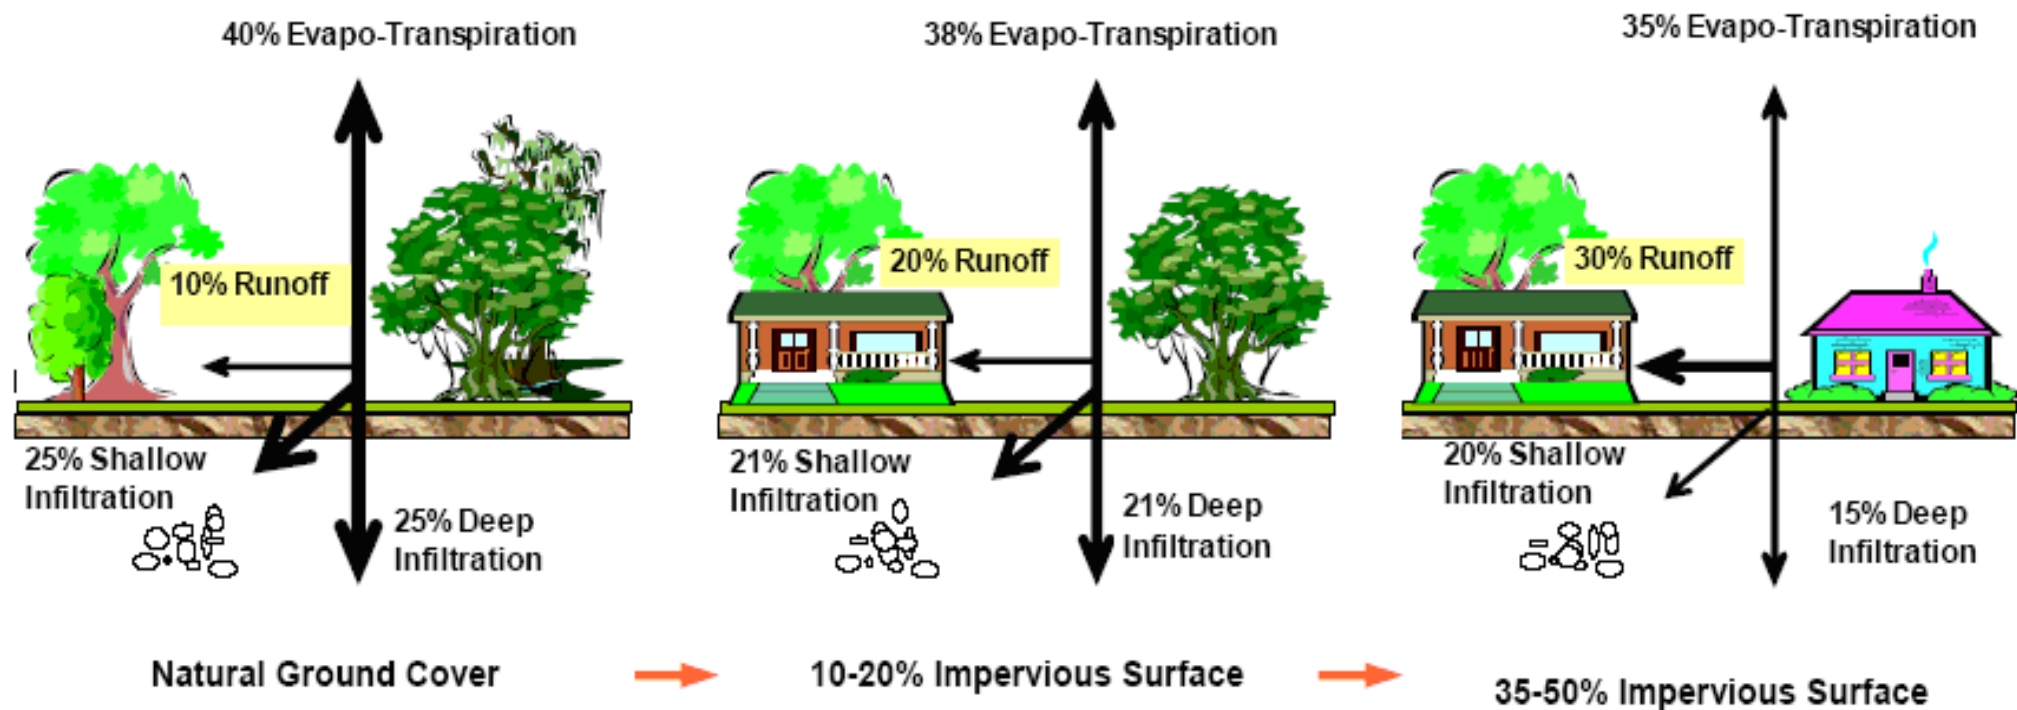 40% Evapo-Transpiration
10% Runoff
25% Shallow
Infiltration
25% Deep
Infiltration
Natural Ground Cover
38% Evapo-Transpiration
20% Runoff
21% Shallow
Infiltration
21% Deep
Infiltration
10-20% Impervious Surface
35% Evapo-Transpiration
30% Runoff
20% Shallow
Infiltration
15% Deep
Infiltration
35-50% Impervious Surface